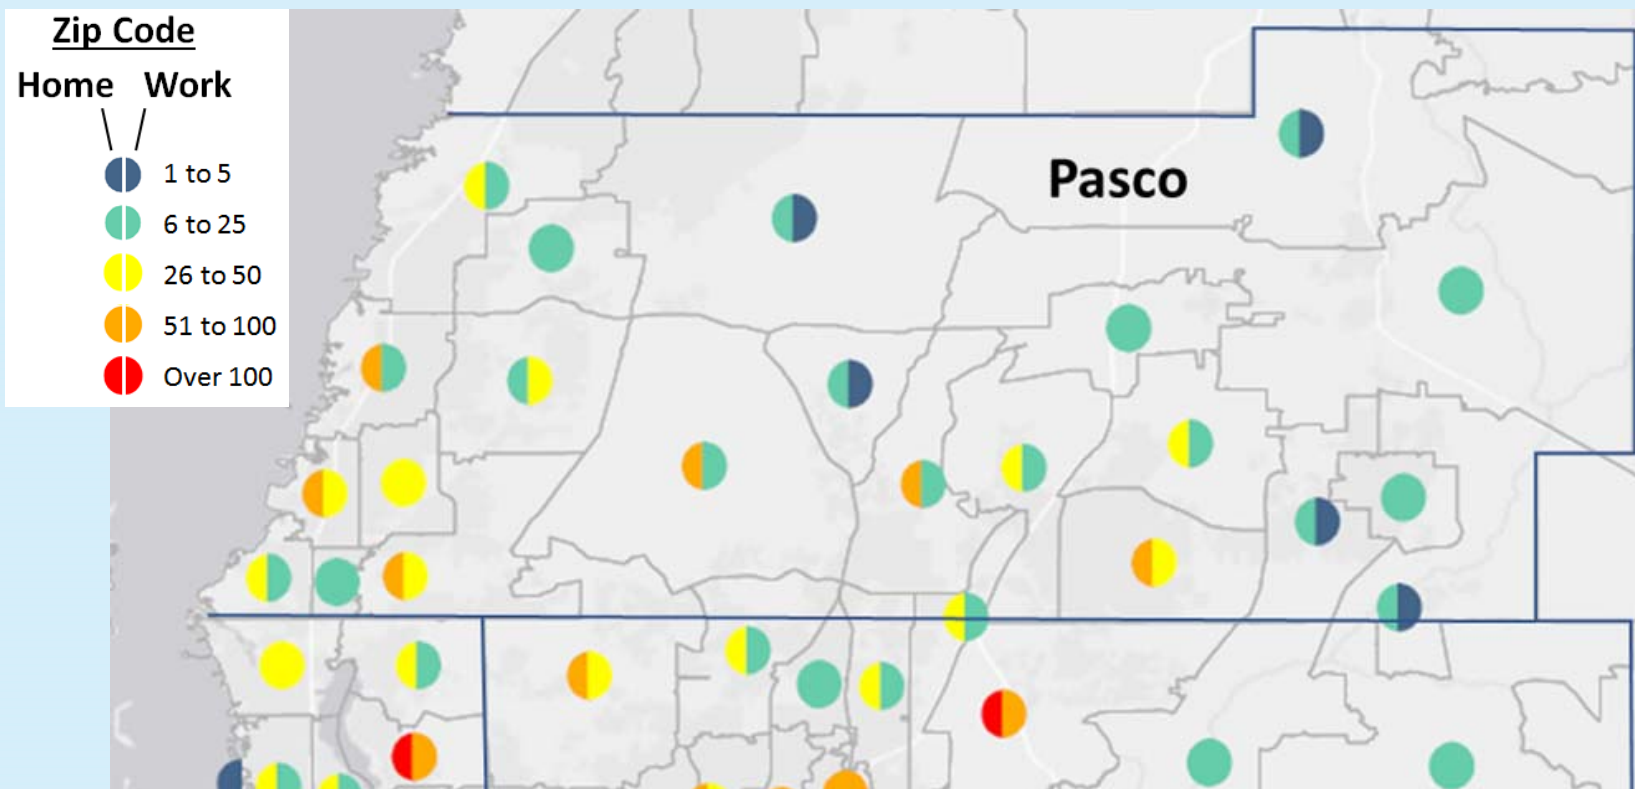 Zip Code
Home Work
1 to 5
6 to 25
26 to 50
51 to 100
Over 100
Pasco